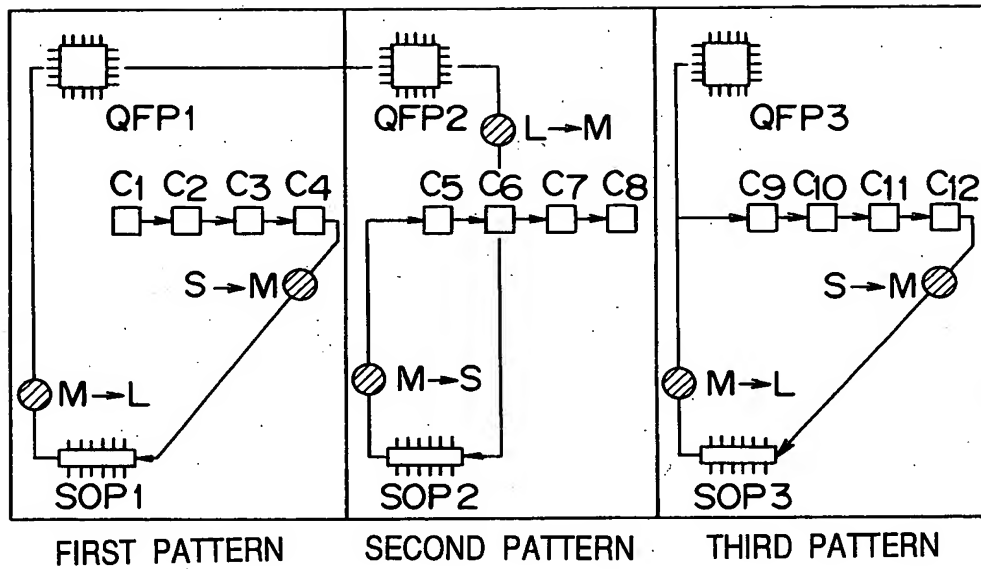 QFP1 QFP2 QFP3
L→M
C1 C2 C3 C4 C5 C6 C7 C8 C9 C10 C11 C12
S→M S→M
M→L M→S M→L
SOP1 SOP2 SOP3
FIRST PATTERN SECOND PATTERN THIRD PATTERN